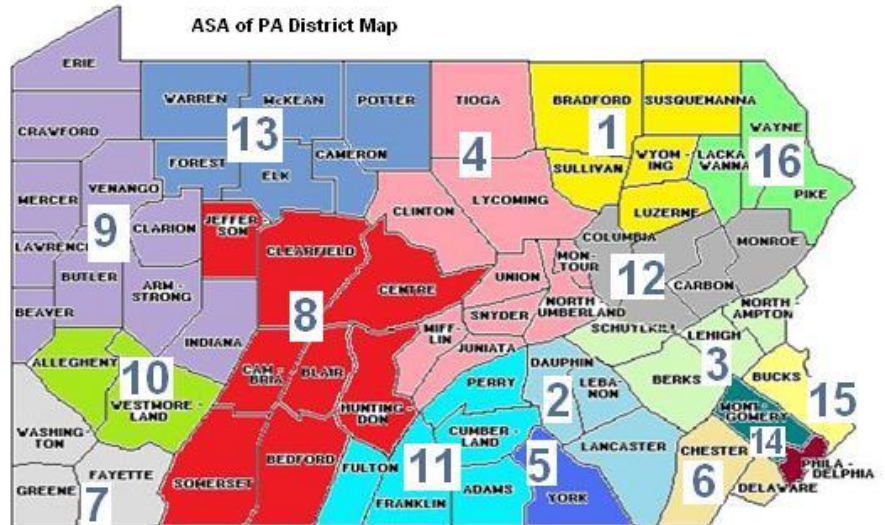 ASA of PA District Map
ERIE
WARREN
McKEAN
POTTER
TIOGA
BRADFORD
SUSQUEHANNA
CRAWFORD
13
1
WAYNE
FOREST
CAMERON
4
SULLIVAN
WYOM-
ING
LACKA
WANNA
16
MERCER
VENANGO
ELK
PIKE
CLINTON
LYCOMING
LUZERNE
9
CLARION
JEFFER
SON
COLUMBIA
MONROE
LAWRENCE
CLEARFIELD
MON-
TOUR
12
BUTLER
ARM-
STRONG
CENTRE
UNION
CARBON
BEAVER
8
SNYDER
NORTH
UMBERLAND
NORTH-
AMPTON
INDIANA
MIFF-
LIN
SCHUYLKILL
LEHIGH
ALLEGHENY
JUNIATA
DAUPHIN
3
10
CAM-
BRIA
BLAIR
PERRY
LEBA-
NON
BERKS
BUCKS
WESTMORE-
LAND
HUNTING-
DON
2
MONT-
GOMERY
15
WASHING-
TON
CUMBER-
LAND
LANCASTER
14
BEDFORD
11
5
CHESTER
FAYETTE
FULTON
6
PHILA-
DELPHIA
GREENE
7
SOMERSET
FRANKLIN
ADAMS
YORK
DELAWARE